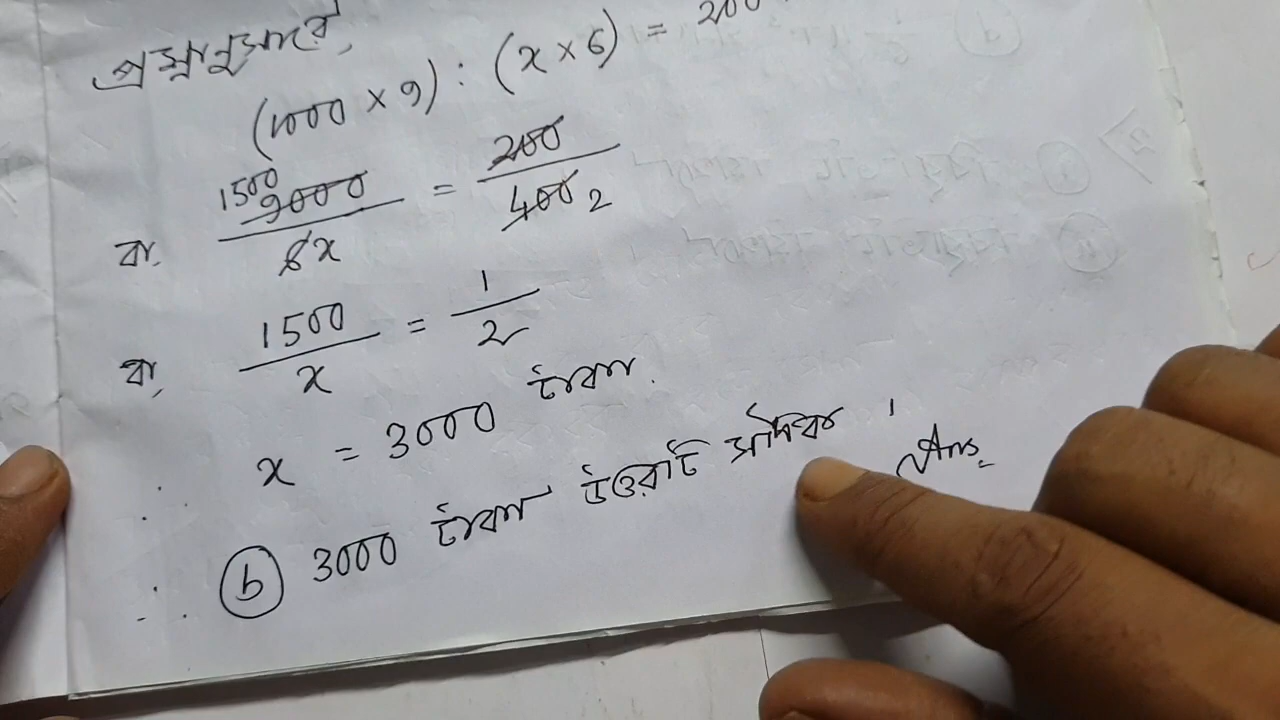 প্রশ্নানুসারে,
(1000 × 9) : (x × 6) = 200
বা, 1500 9000 / 6x = 200 / 400 2
বা, 1500 / x = 1 / 2
∴ x = 3000 টাকা.
∴ (b) 3000 টাকা উত্তরটি সঠিক । Ans.